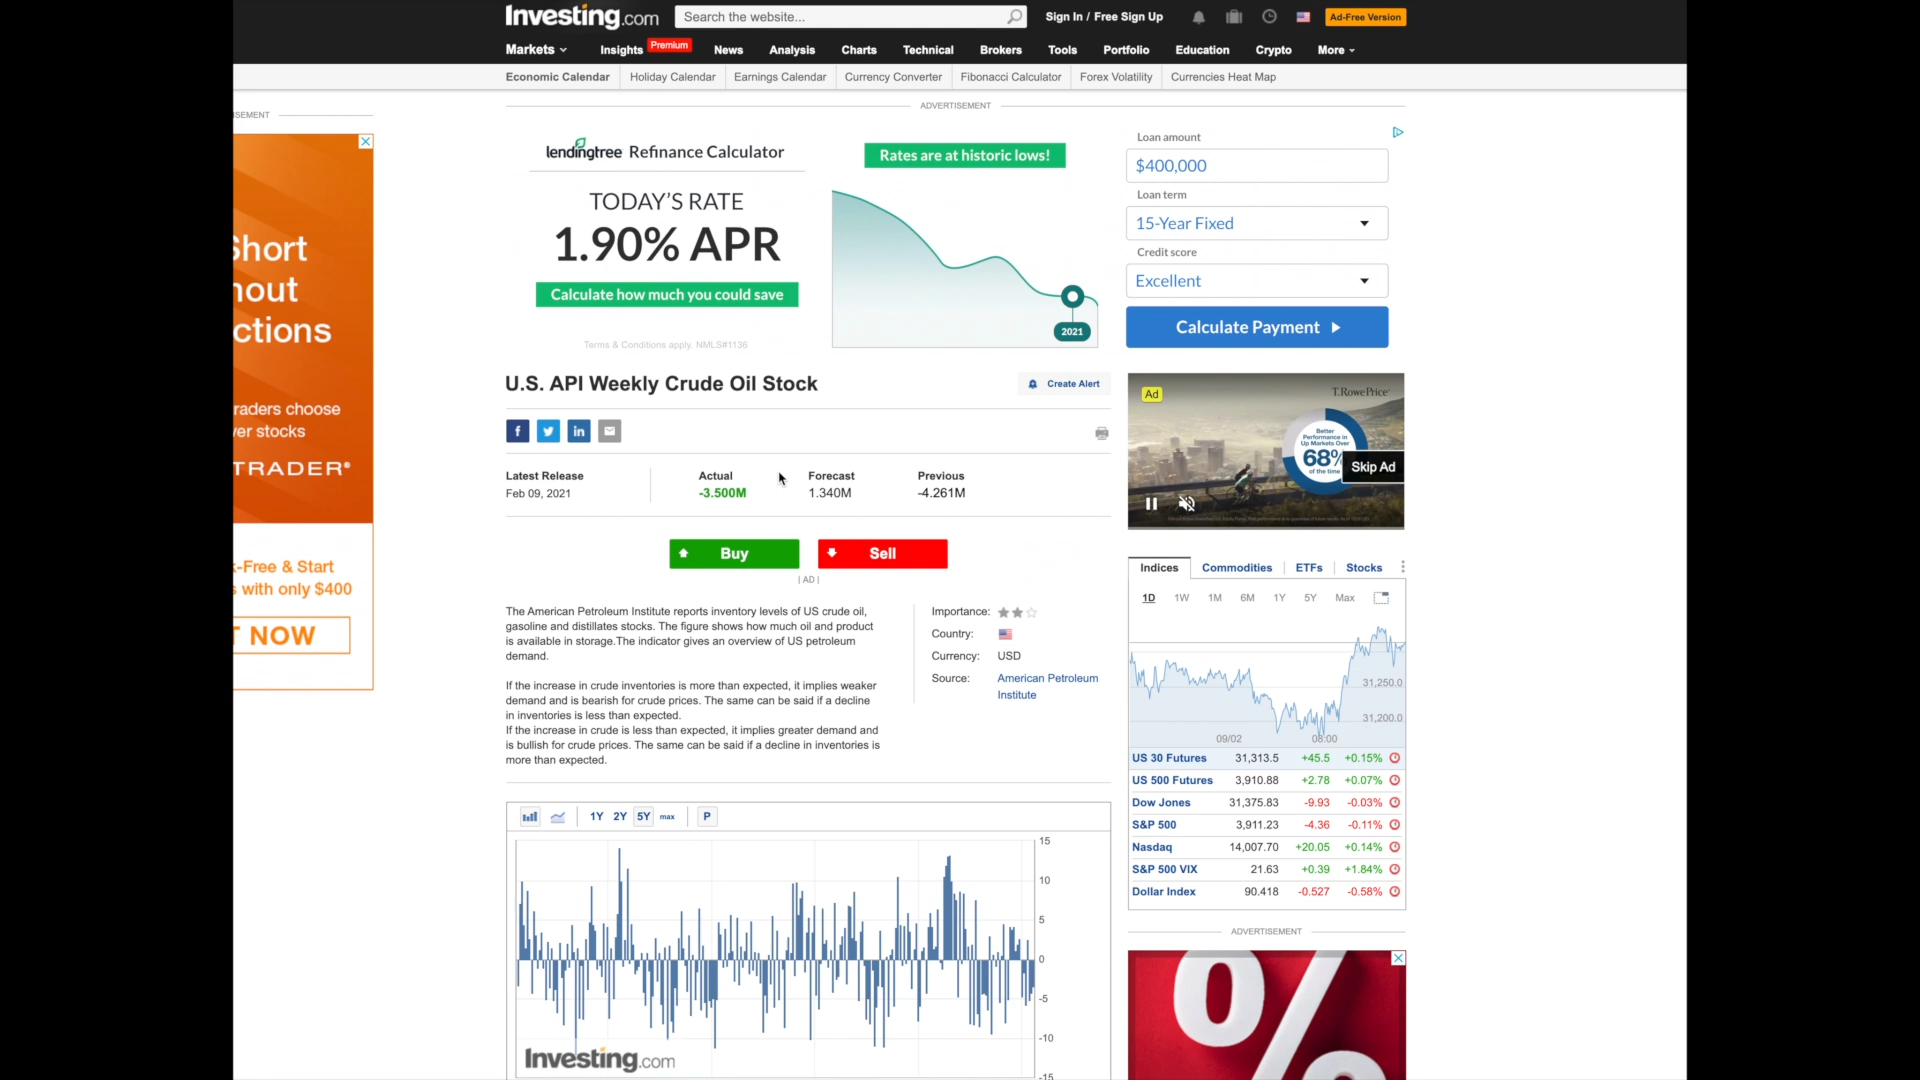 Investing.com
Search the website...
Sign In / Free Sign Up
Ad-Free Version
Markets
Insights
Premium
News
Analysis
Charts
Technical
Brokers
Tools
Portfolio
Education
Crypto
More
Economic Calendar
Holiday Calendar
Earnings Calendar
Currency Converter
Fibonacci Calculator
Forex Volatility
Currencies Heat Map
ISEMENT
ADVERTISEMENT
Short
hout
ctions
raders choose
er stocks
TRADER®
k-Free & Start
s with only $400
T NOW
lendingtree Refinance Calculator
TODAY'S RATE
1.90% APR
Calculate how much you could save
Terms & Conditions apply. NMLS#1136
Rates are at historic lows!
2021
Loan amount
$400,000
Loan term
15-Year Fixed
Credit score
Excellent
Calculate Payment
U.S. API Weekly Crude Oil Stock
Create Alert
Latest Release
Feb 09, 2021
Actual
-3.500M
Forecast
1.340M
Previous
-4.261M
Buy
Sell
| AD |
The American Petroleum Institute reports inventory levels of US crude oil,
gasoline and distillates stocks. The figure shows how much oil and product
is available in storage.The indicator gives an overview of US petroleum
demand.
If the increase in crude inventories is more than expected, it implies weaker
demand and is bearish for crude prices. The same can be said if a decline
in inventories is less than expected.
If the increase in crude is less than expected, it implies greater demand and
is bullish for crude prices. The same can be said if a decline in inventories is
more than expected.
Importance:
Country:
Currency: USD
Source: American Petroleum
Institute
1Y 2Y 5Y max P
15
10
5
0
-5
-10
-15
Investing.com
Ad
T.RowePrice
Better
Performance in
Up Markets Over
68%
of the time
Skip Ad
Indices
Commodities
ETFs
Stocks
1D 1W 1M 6M 1Y 5Y Max
31,250.0
31,200.0
09/02
08:00
US 30 Futures 31,313.5 +45.5 +0.15%
US 500 Futures 3,910.88 +2.78 +0.07%
Dow Jones 31,375.83 -9.93 -0.03%
S&P 500 3,911.23 -4.36 -0.11%
Nasdaq 14,007.70 +20.05 +0.14%
S&P 500 VIX 21.63 +0.39 +1.84%
Dollar Index 90.418 -0.527 -0.58%
ADVERTISEMENT
%